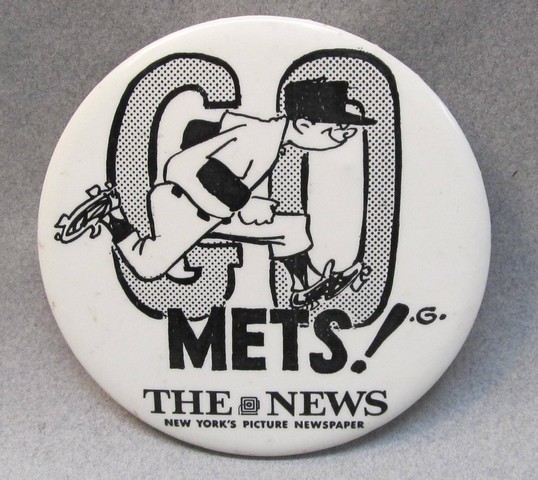 GO
METS!
.G.
THE NEWS
NEW YORK'S PICTURE NEWSPAPER